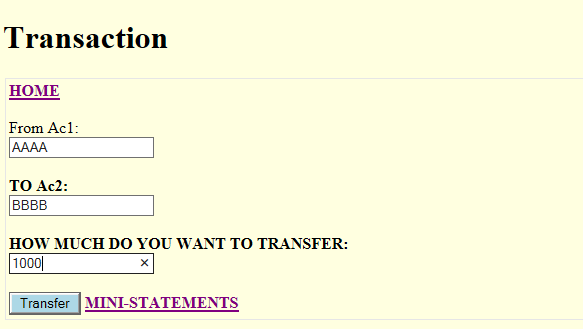 Transaction
HOME
From Ac1:
AAAA
TO Ac2:
BBBB
HOW MUCH DO YOU WANT TO TRANSFER:
1000 ×
Transfer MINI-STATEMENTS